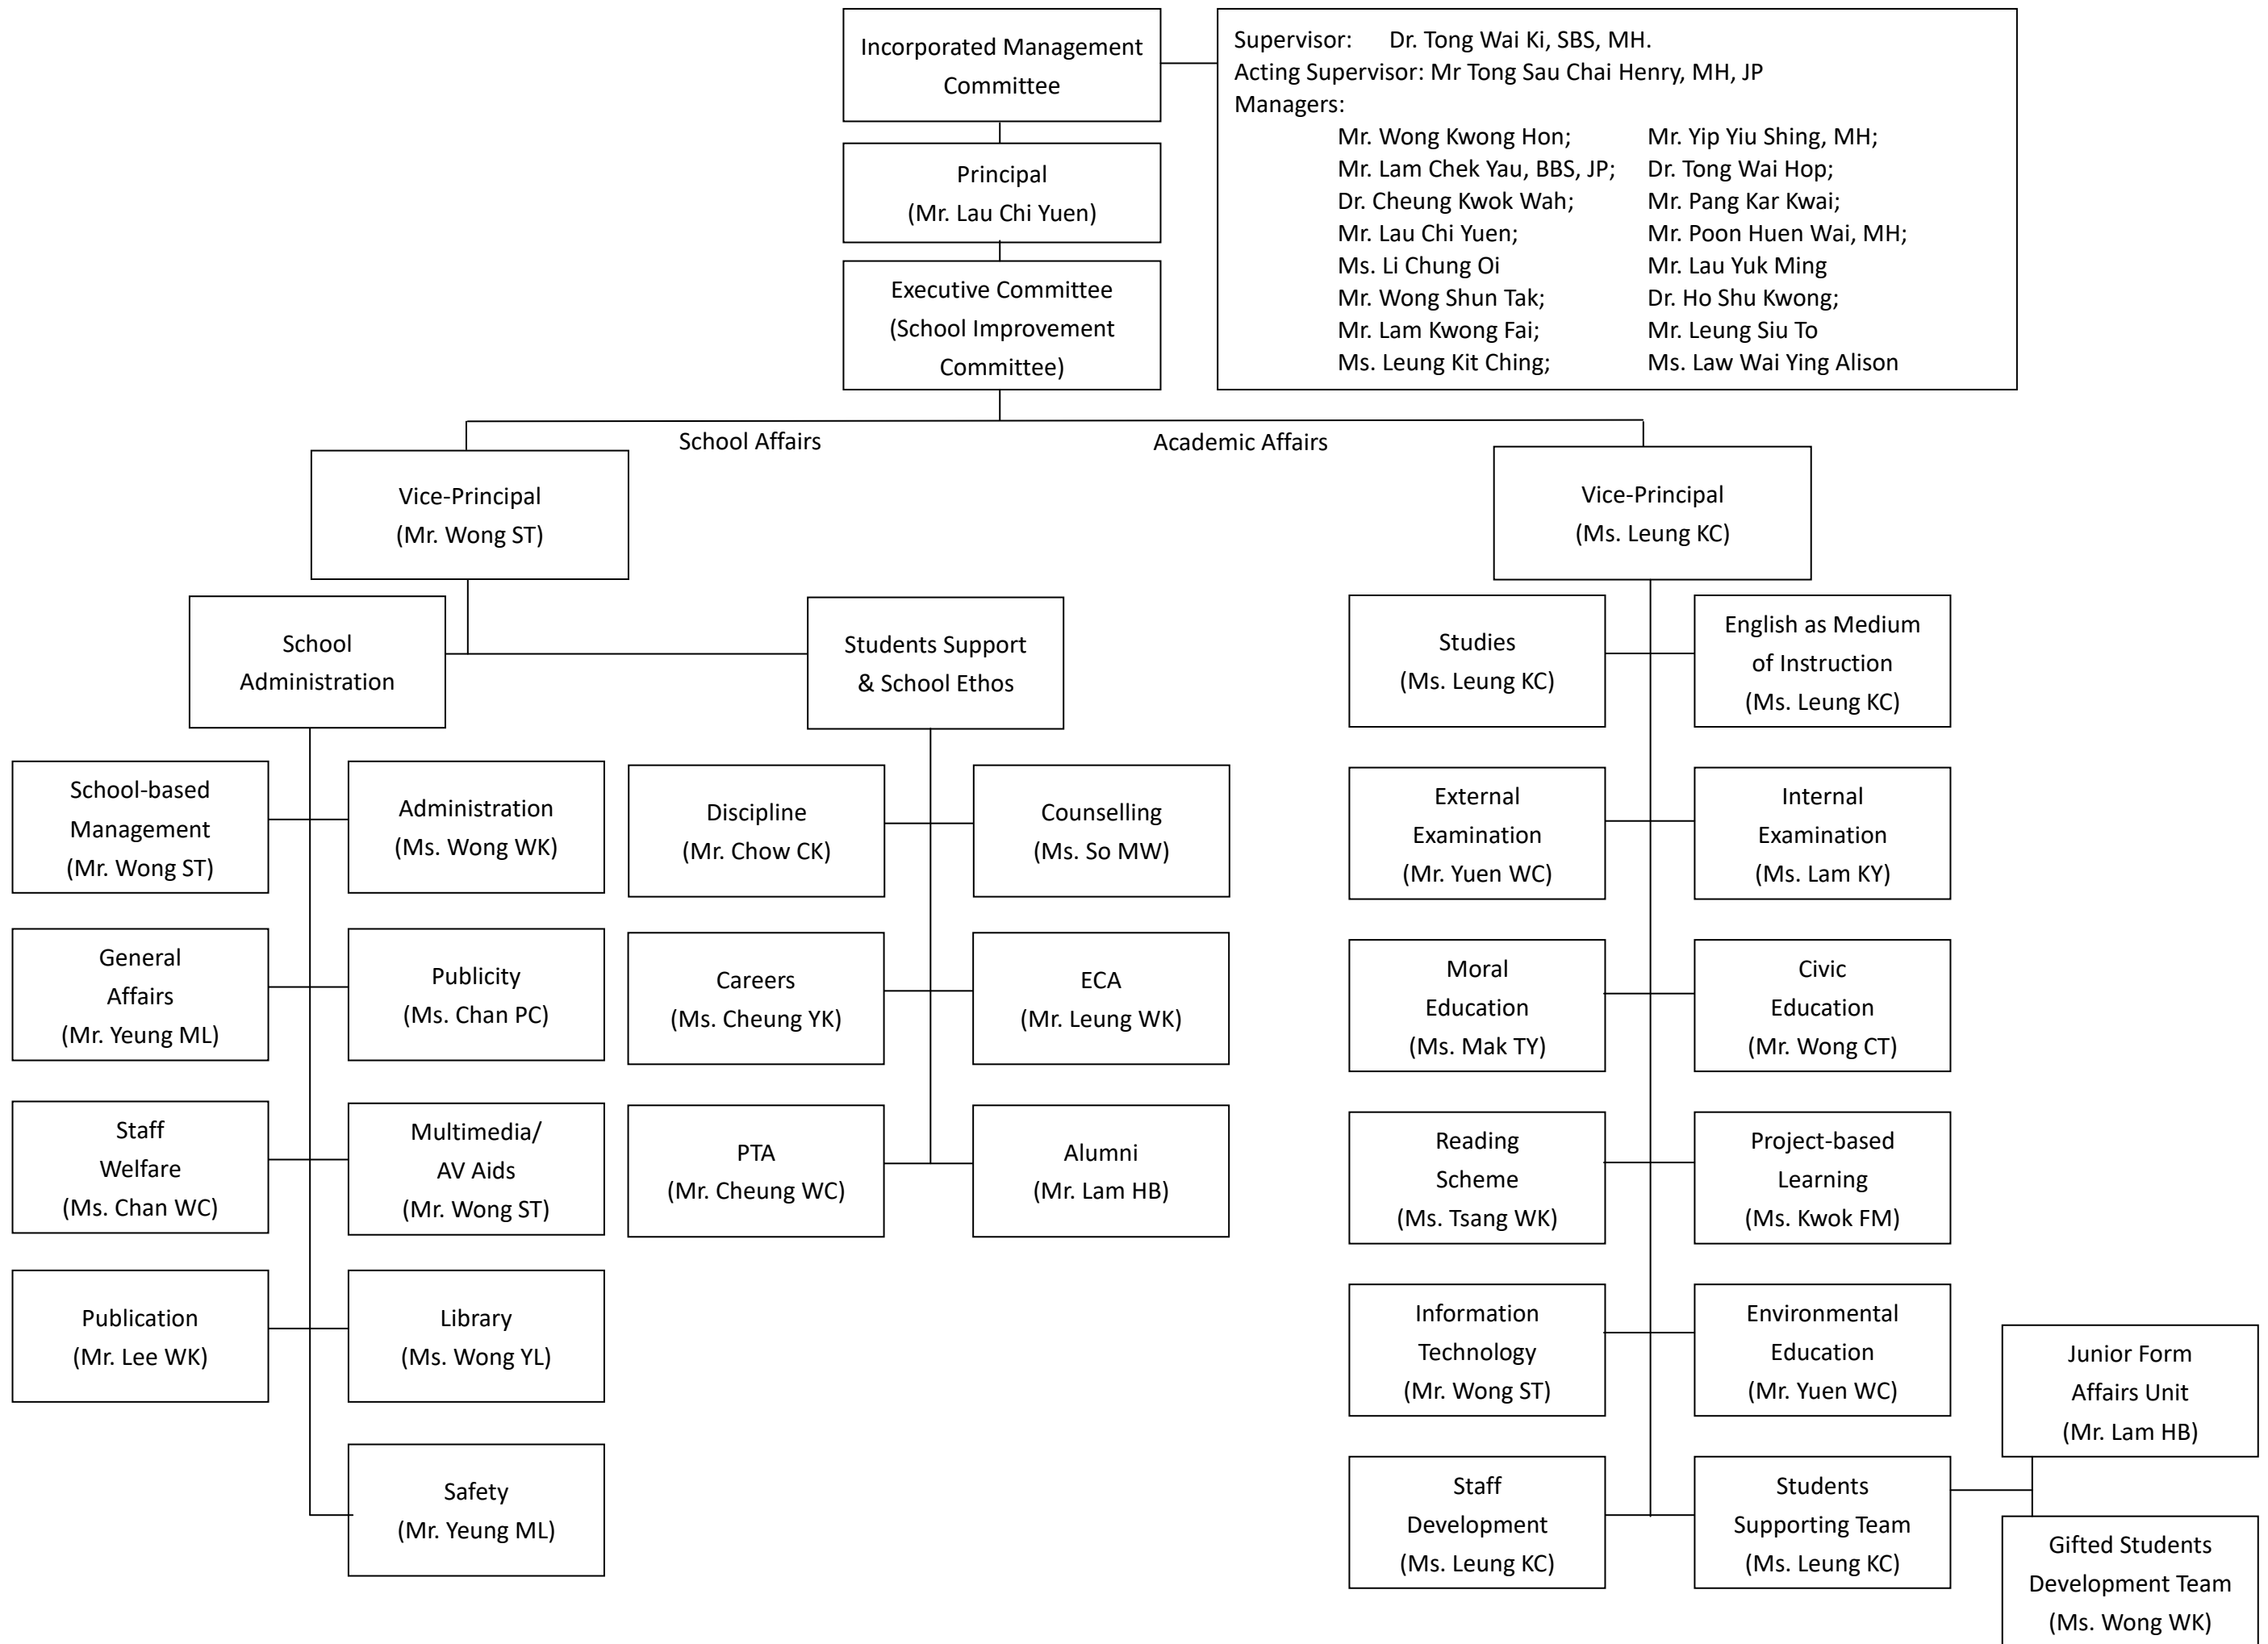 Incorporated Management
Committee
Supervisor: Dr. Tong Wai Ki, SBS, MH.
Acting Supervisor: Mr Tong Sau Chai Henry, MH, JP
Managers:
Mr. Wong Kwong Hon; Mr. Yip Yiu Shing, MH;
Mr. Lam Chek Yau, BBS, JP; Dr. Tong Wai Hop;
Dr. Cheung Kwok Wah; Mr. Pang Kar Kwai;
Mr. Lau Chi Yuen; Mr. Poon Huen Wai, MH;
Ms. Li Chung Oi Mr. Lau Yuk Ming
Mr. Wong Shun Tak; Dr. Ho Shu Kwong;
Mr. Lam Kwong Fai; Mr. Leung Siu To
Ms. Leung Kit Ching; Ms. Law Wai Ying Alison
Principal
(Mr. Lau Chi Yuen)
Executive Committee
(School Improvement
Committee)
School Affairs
Academic Affairs
Vice-Principal
(Mr. Wong ST)
Vice-Principal
(Ms. Leung KC)
School
Administration
Students Support
& School Ethos
School-based
Management
(Mr. Wong ST)
Administration
(Ms. Wong WK)
General
Affairs
(Mr. Yeung ML)
Publicity
(Ms. Chan PC)
Staff
Welfare
(Ms. Chan WC)
Multimedia/
AV Aids
(Mr. Wong ST)
Publication
(Mr. Lee WK)
Library
(Ms. Wong YL)
Safety
(Mr. Yeung ML)
Discipline
(Mr. Chow CK)
Counselling
(Ms. So MW)
Careers
(Ms. Cheung YK)
ECA
(Mr. Leung WK)
PTA
(Mr. Cheung WC)
Alumni
(Mr. Lam HB)
Studies
(Ms. Leung KC)
English as Medium
of Instruction
(Ms. Leung KC)
External
Examination
(Mr. Yuen WC)
Internal
Examination
(Ms. Lam KY)
Moral
Education
(Ms. Mak TY)
Civic
Education
(Mr. Wong CT)
Reading
Scheme
(Ms. Tsang WK)
Project-based
Learning
(Ms. Kwok FM)
Information
Technology
(Mr. Wong ST)
Environmental
Education
(Mr. Yuen WC)
Staff
Development
(Ms. Leung KC)
Students
Supporting Team
(Ms. Leung KC)
Junior Form
Affairs Unit
(Mr. Lam HB)
Gifted Students
Development Team
(Ms. Wong WK)